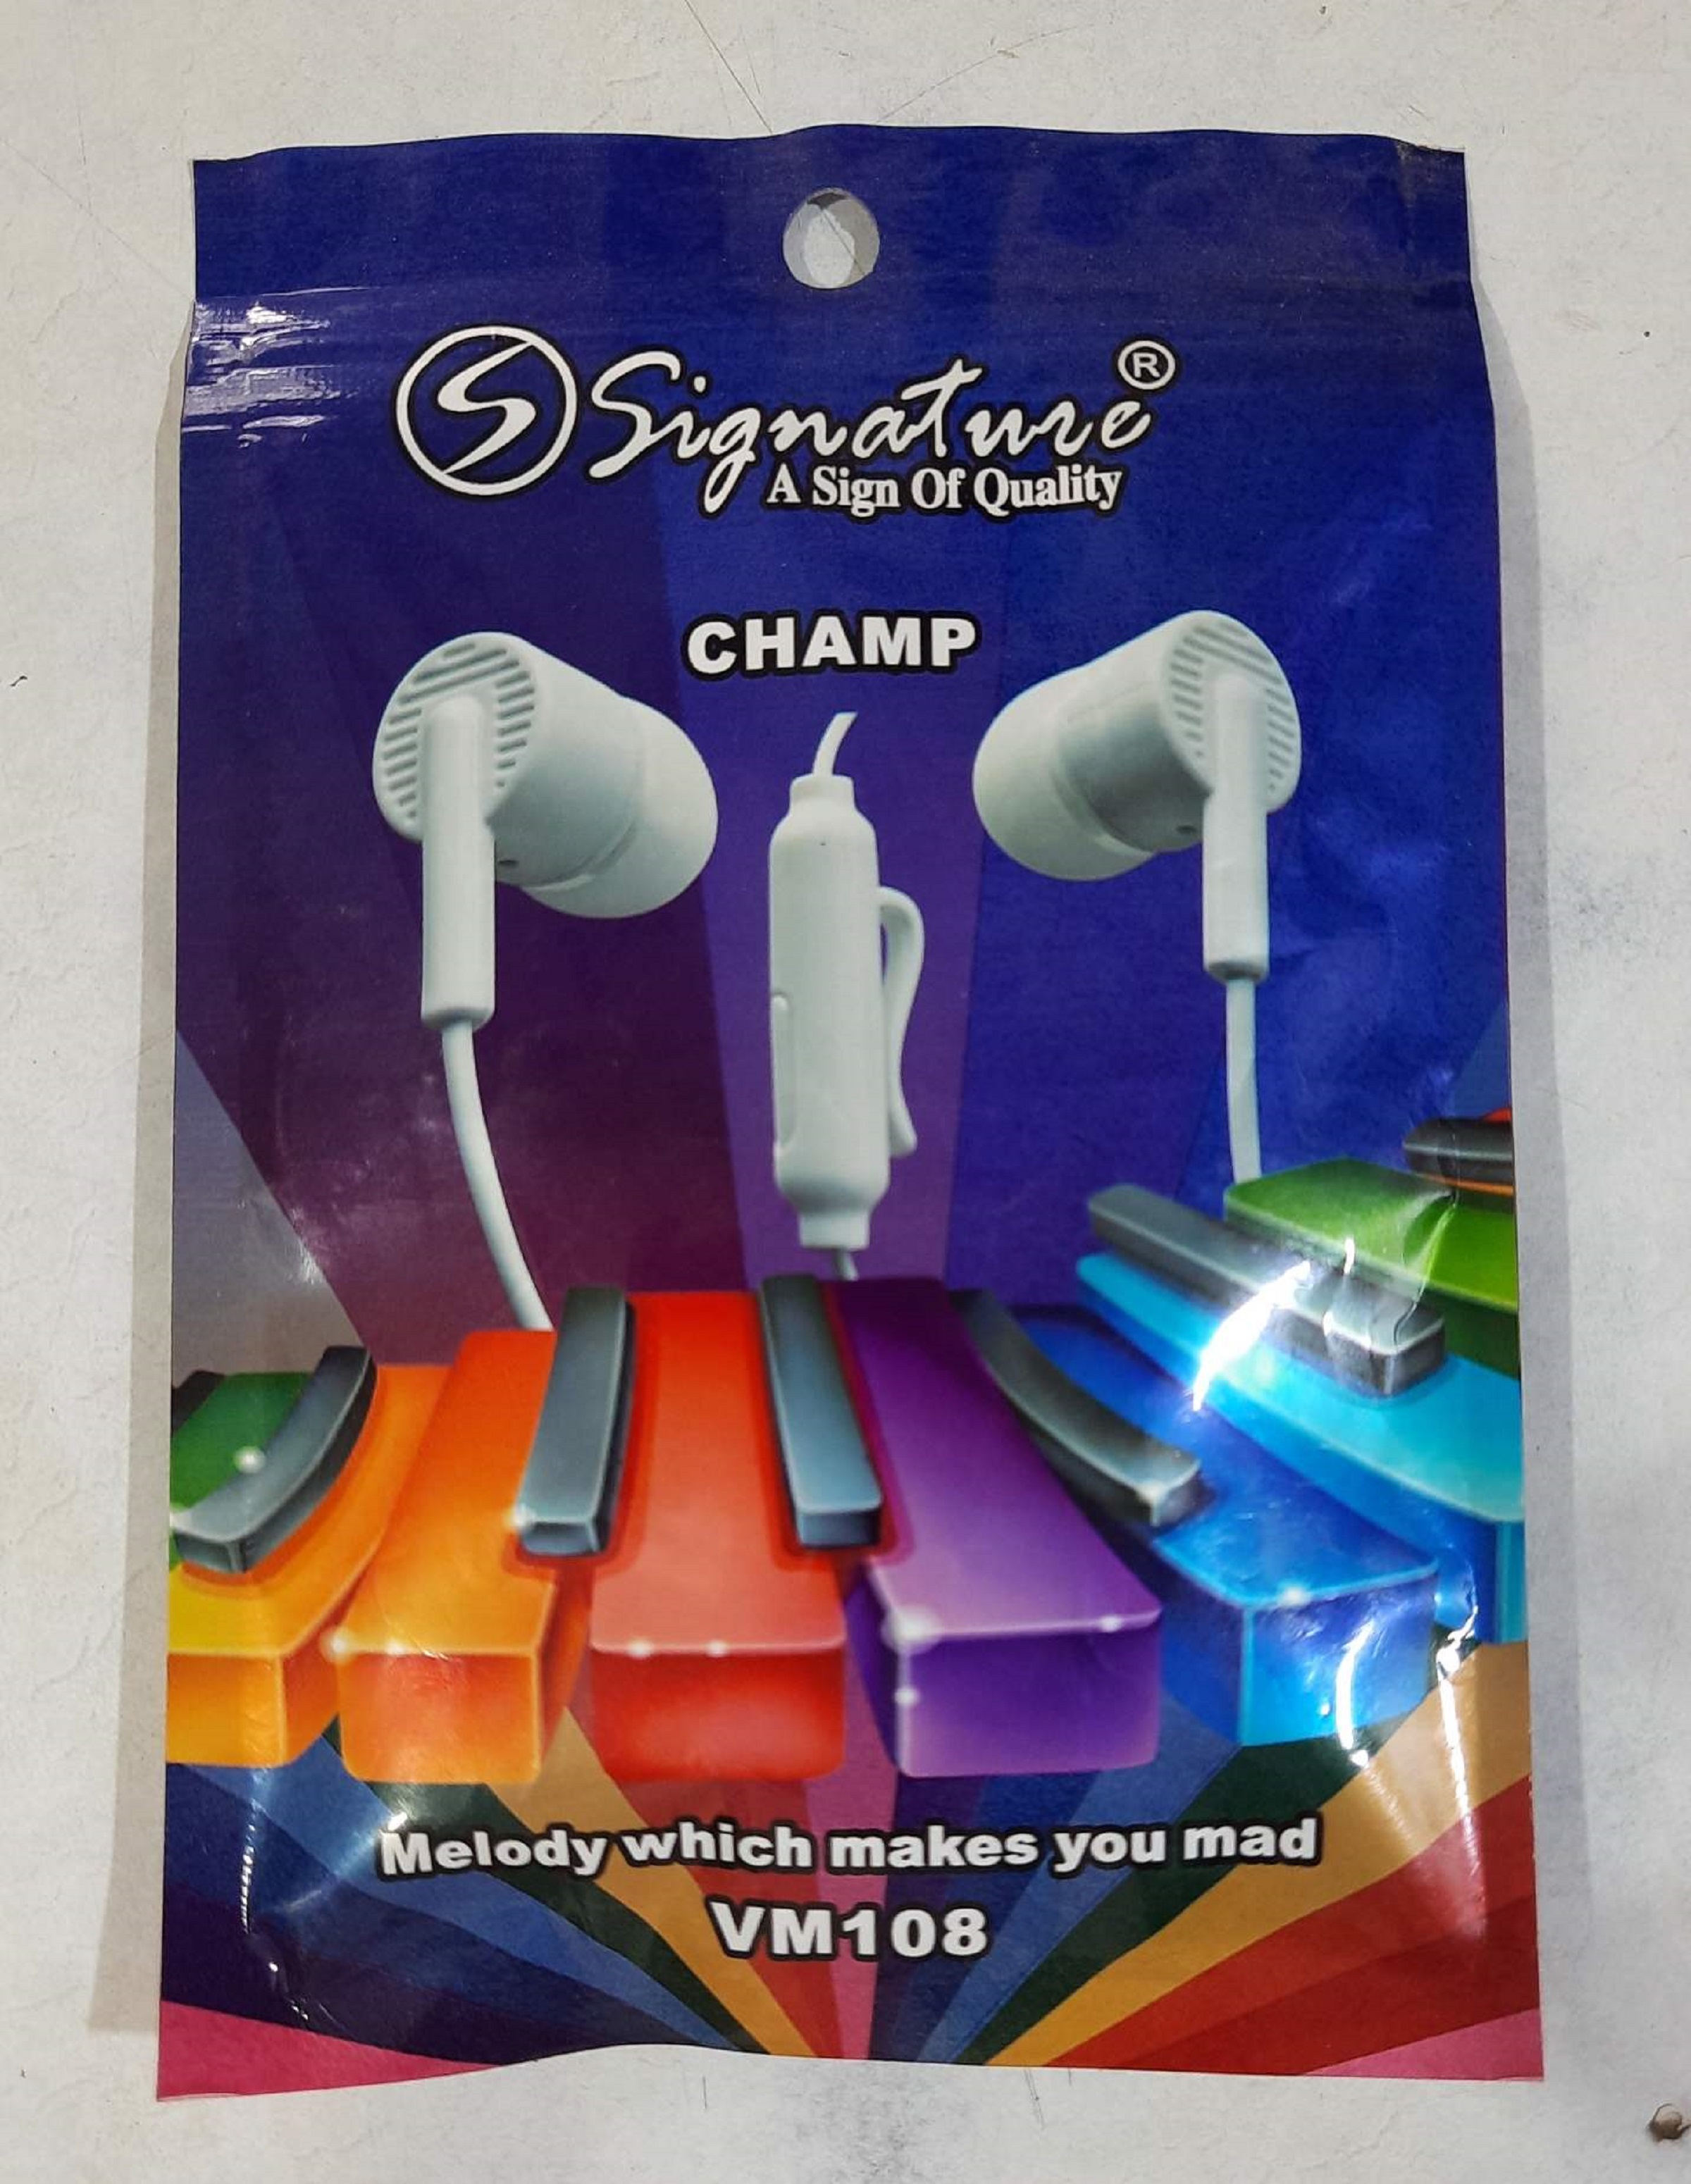 Signature®
A Sign Of Quality
CHAMP
Melody which makes you mad
VM108